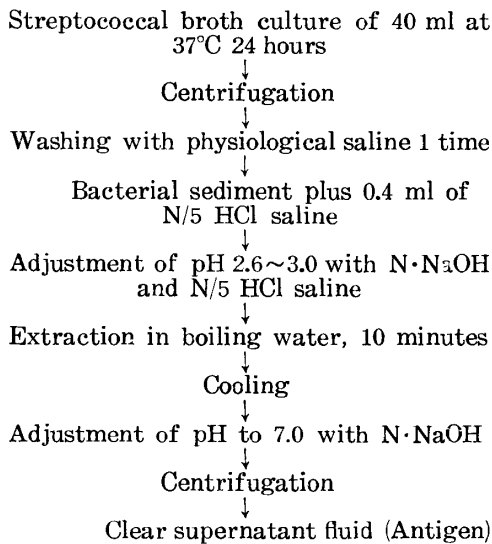 Streptococcal broth culture of 40 ml at
37°C 24 hours
↓
Centrifugation
↓
Washing with physiological saline 1 time
↓
Bacterial sediment plus 0.4 ml of
N/5 HCl saline
↓
Adjustment of pH 2.6~3.0 with N·NaOH
and N/5 HCl saline
↓
Extraction in boiling water, 10 minutes
↓
Cooling
↓
Adjustment of pH to 7.0 with N·NaOH
↓
Centrifugation
↓
Clear supernatant fluid (Antigen)